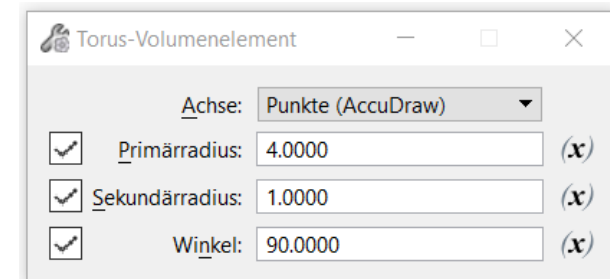 Torus-Volumenelement
Achse: Punkte (AccuDraw)
Primärradius: 4.0000 (x)
Sekundärradius: 1.0000 (x)
Winkel: 90.0000 (x)